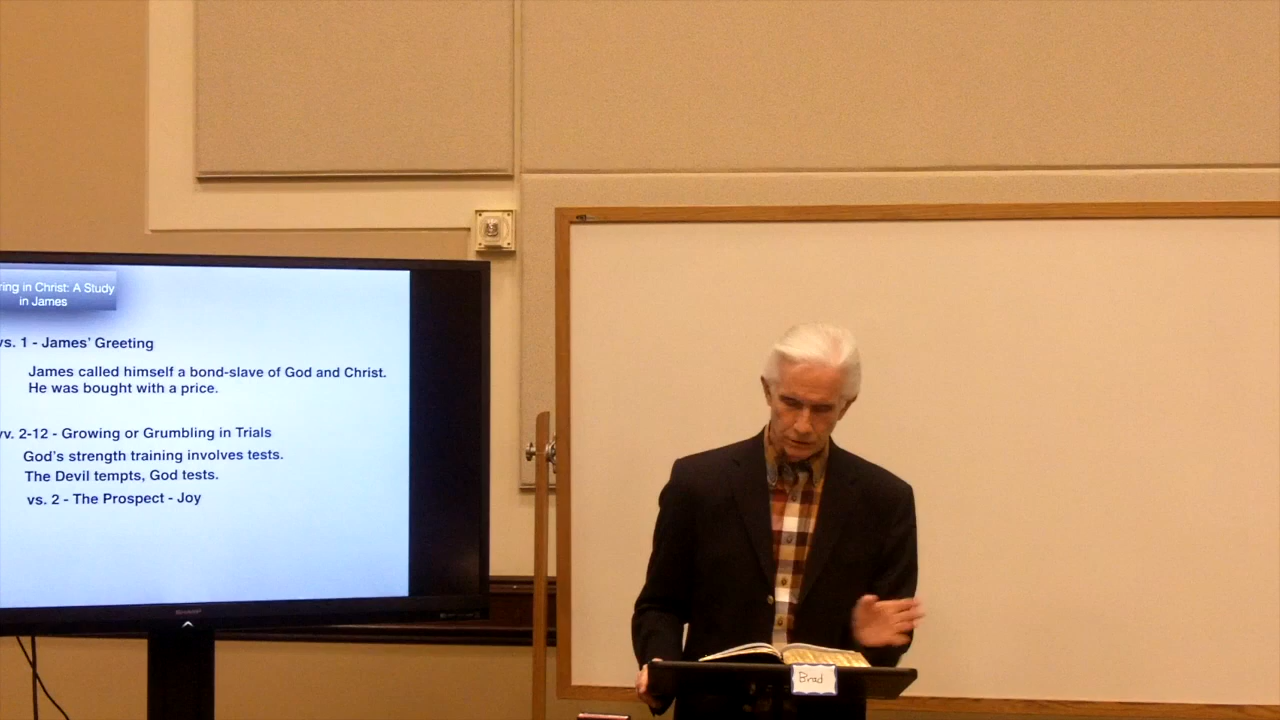 ring in Christ: A Study
in James
vs. 1 - James' Greeting
James called himself a bond-slave of God and Christ.
He was bought with a price.
vv. 2-12 - Growing or Grumbling in Trials
God's strength training involves tests.
The Devil tempts, God tests.
vs. 2 - The Prospect - Joy
SHARP
Brad